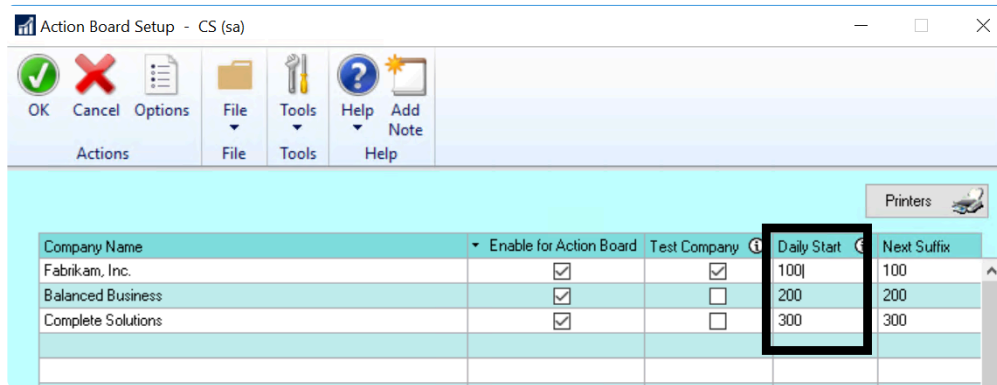 Action Board Setup - CS (sa)
OK Cancel Options File Tools Help Add Note
Actions File Tools Help
Printers
Company Name Enable for Action Board Test Company Daily Start Next Suffix
Fabrikam, Inc. 100 100
Balanced Business 200 200
Complete Solutions 300 300